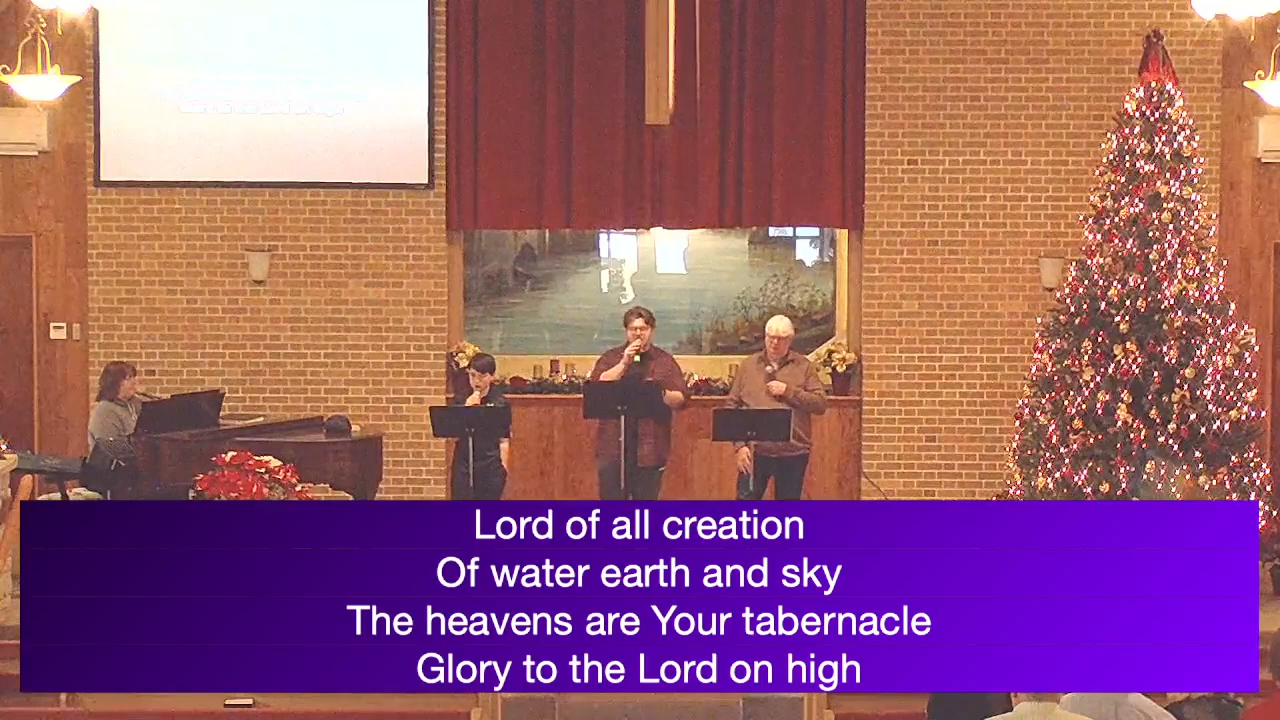 Lord of all creation
Of water earth and sky
The heavens are Your tabernacle
Glory to the Lord on high